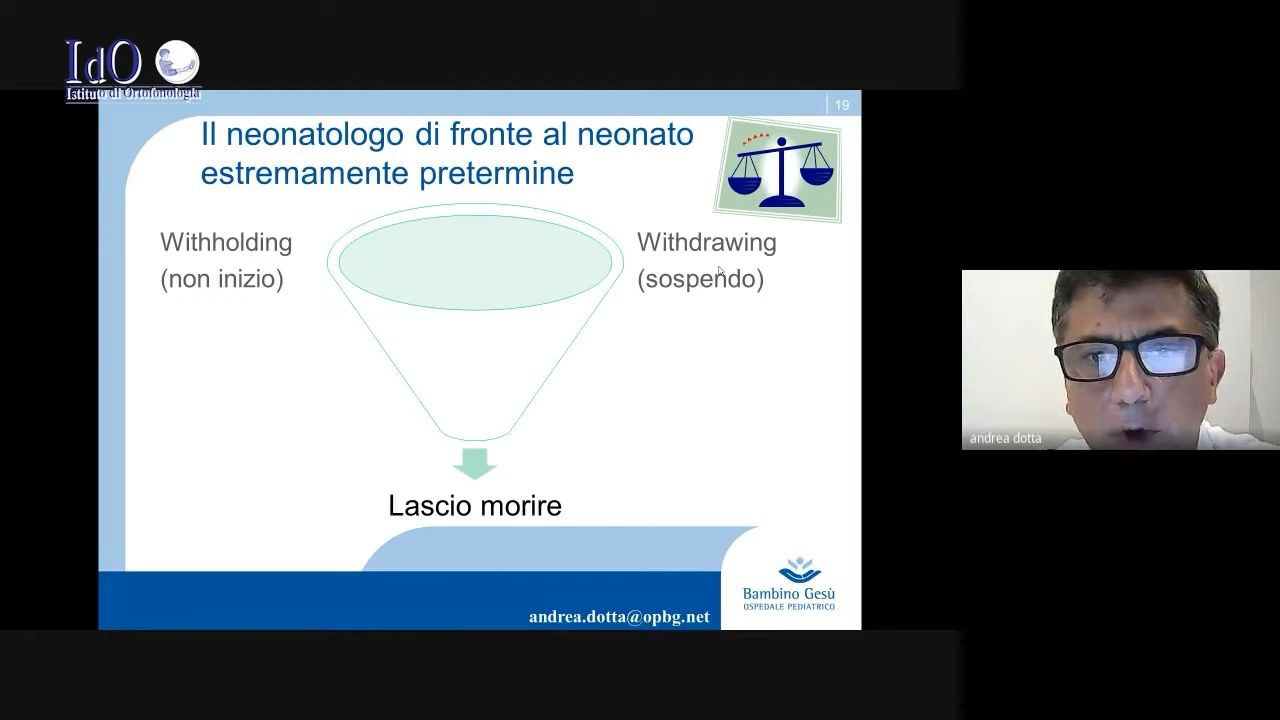 IdO
Istituto di Ortofonologia
19
Il neonatologo di fronte al neonato
estremamente pretermine
Withholding
(non inizio)
Withdrawing
(sospendo)
Lascio morire
andrea dotta
Bambino Gesù
OSPEDALE PEDIATRICO
andrea.dotta@opbg.net